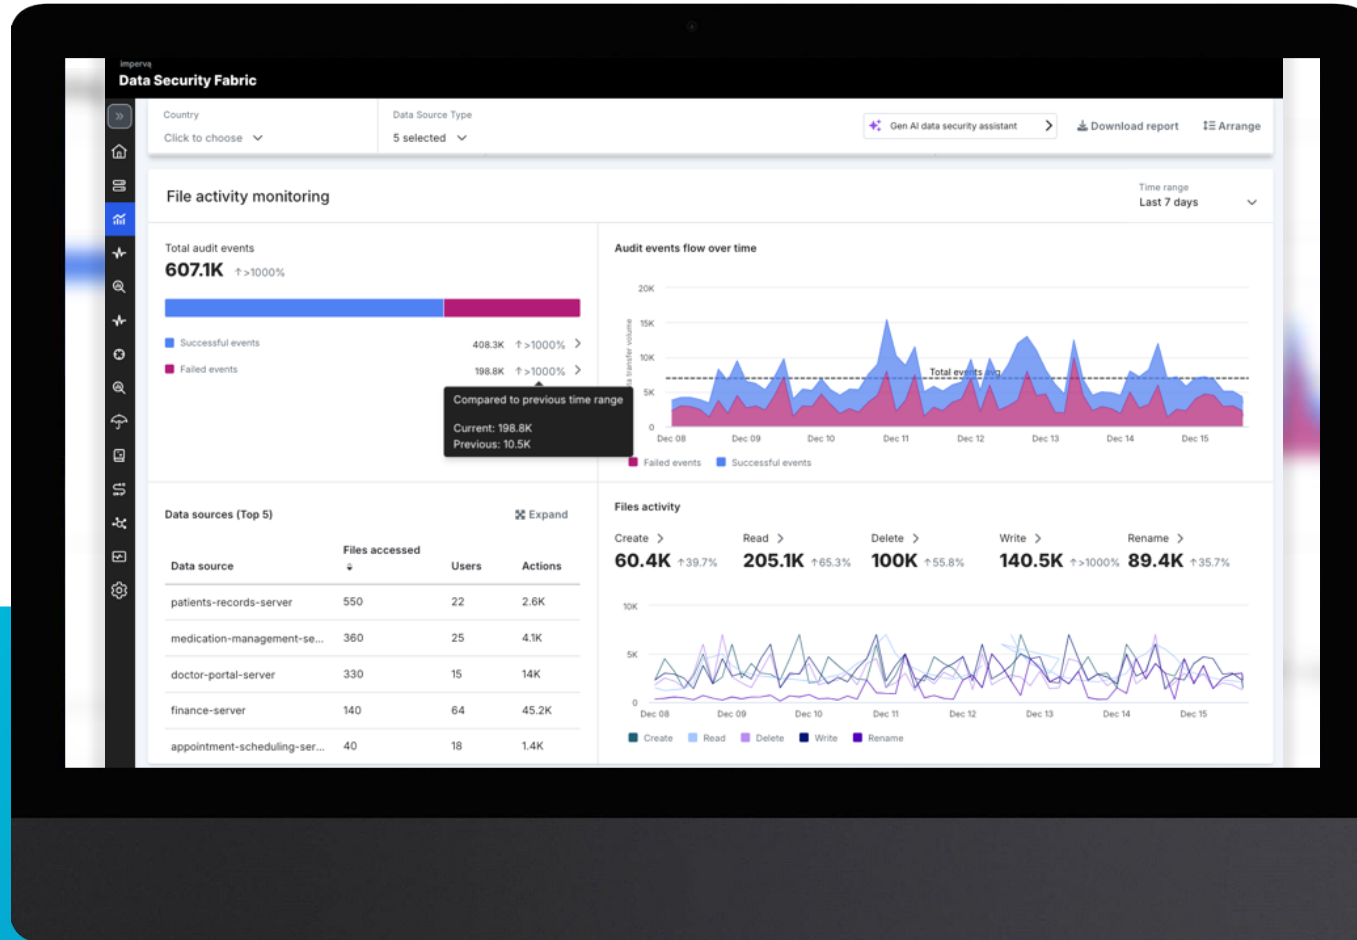 imperva
Data Security Fabric
Country
Click to choose
Data Source Type
5 selected
Gen Ai data security assistant
Download report
Arrange
File activity monitoring
Time range
Last 7 days
Total audit events
607.1K ↑>1000%
Successful events 408.3K ↑>1000%
Failed events 198.8K ↑>1000%
Compared to previous time range
Current: 198.8K
Previous: 10.5K
Audit events flow over time
20K
15K
10K
5K
0
transfer volume
Total events avg
Dec 08 Dec 09 Dec 10 Dec 11 Dec 12 Dec 13 Dec 14 Dec 15
Failed events Successful events
Data sources (Top 5)
Expand
Data source Files accessed Users Actions
patients-records-server 550 22 2.6K
medication-management-se... 360 25 4.1K
doctor-portal-server 330 15 14K
finance-server 140 64 45.2K
appointment-scheduling-ser... 40 18 1.4K
Files activity
Create Read Delete Write Rename
60.4K ↑39.7% 205.1K ↑65.3% 100K ↑55.8% 140.5K ↑>1000% 89.4K ↑35.7%
10K
5K
0
Dec 08 Dec 09 Dec 10 Dec 11 Dec 12 Dec 13 Dec 14 Dec 15
Create Read Delete Write Rename